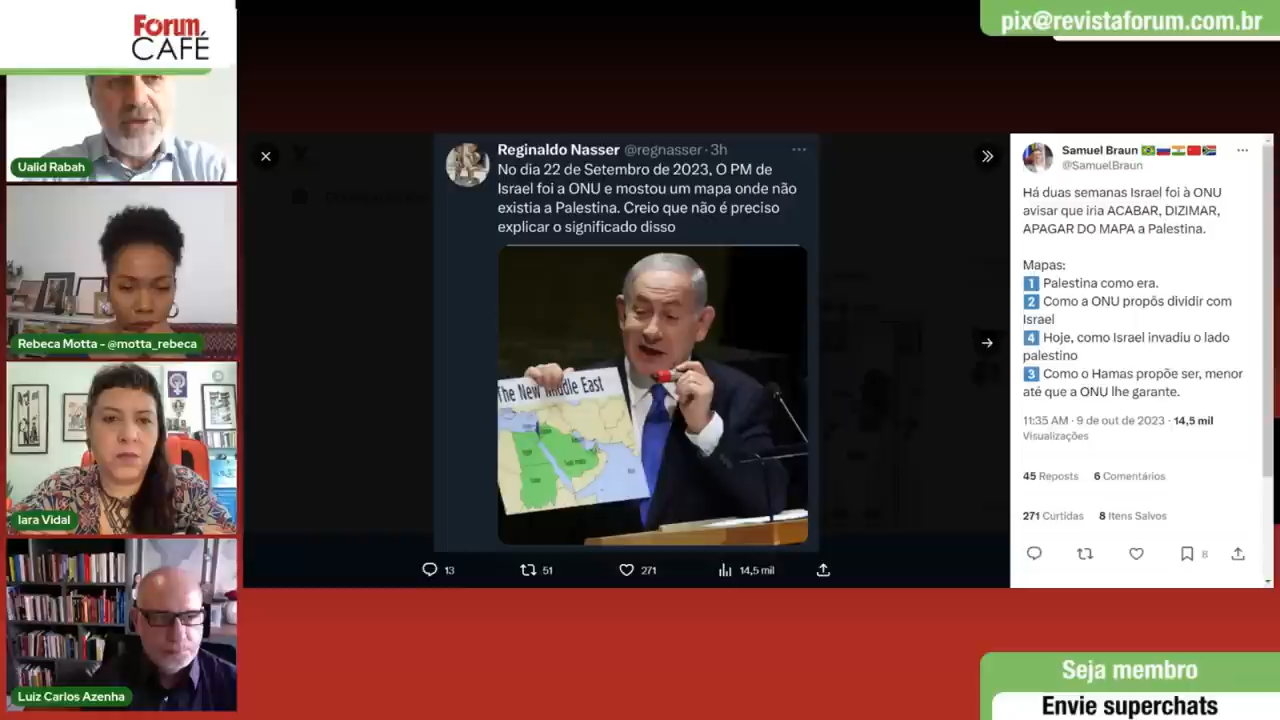 Forum
CAFÉ
pix@revistaforum.com.br
Ualid Rabah
Rebeca Motta - @motta_rebeca
Iara Vidal
Luiz Carlos Azenha
Reginaldo Nasser @regnasser · 3h
No dia 22 de Setembro de 2023, O PM de
Israel foi a ONU e mostou um mapa onde não
existia a Palestina. Creio que não é preciso
explicar o significado disso
The New Middle East
13
51
271
14,5 mil
Samuel Braun
@SamuelBraun
Há duas semanas Israel foi à ONU
avisar que iria ACABAR, DIZIMAR,
APAGAR DO MAPA a Palestina.
Mapas:
1 Palestina como era.
2 Como a ONU propôs dividir com
Israel
4 Hoje, como Israel invadiu o lado
palestino
3 Como o Hamas propõe ser, menor
até que a ONU lhe garante.
11:35 AM · 9 de out de 2023 · 14,5 mil
Visualizações
45 Reposts 6 Comentários
271 Curtidas 8 Itens Salvos
8
Seja membro
Envie superchats